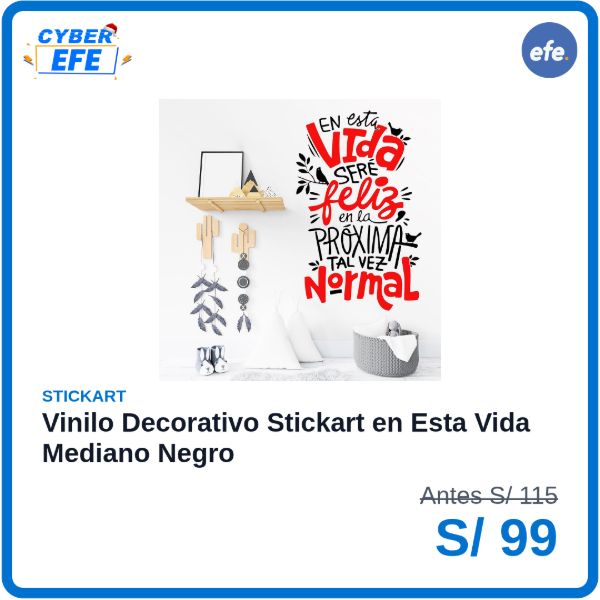 CYBER
EFE
efe.
EN esta
VIDA
SERÉ
feliz
en la
PRÓXIMA
TAL VEZ
NORMAL
STICKART
Vinilo Decorativo Stickart en Esta Vida
Mediano Negro
Antes S/ 115
S/ 99